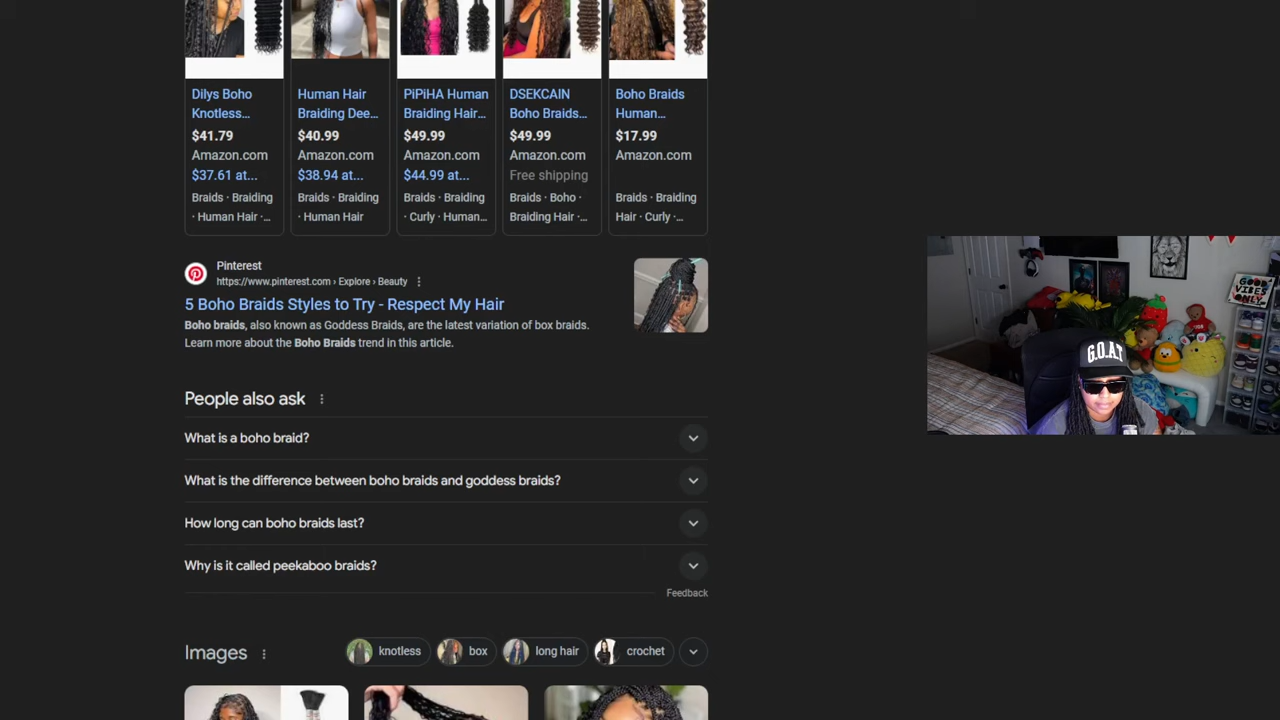 Dilys Boho
Knotless...
$41.79
Amazon.com
$37.61 at...
Braids · Braiding
· Human Hair ·...
Human Hair
Braiding Dee...
$40.99
Amazon.com
$38.94 at...
Braids · Braiding
· Human Hair
PiPiHA Human
Braiding Hair...
$49.99
Amazon.com
$44.99 at...
Braids · Braiding
· Curly · Human...
DSEKCAIN
Boho Braids...
$49.99
Amazon.com
Free shipping
Braids · Boho ·
Braiding Hair ·...
Boho Braids
Human...
$17.99
Amazon.com
Braids · Braiding
Hair · Curly ·...
Pinterest
https://www.pinterest.com › Explore › Beauty
5 Boho Braids Styles to Try - Respect My Hair
Boho braids, also known as Goddess Braids, are the latest variation of box braids.
Learn more about the Boho Braids trend in this article.
GOOD
VIBES
ONLY
G.O.A.T
People also ask
What is a boho braid?
What is the difference between boho braids and goddess braids?
How long can boho braids last?
Why is it called peekaboo braids?
Feedback
Images
knotless
box
long hair
crochet